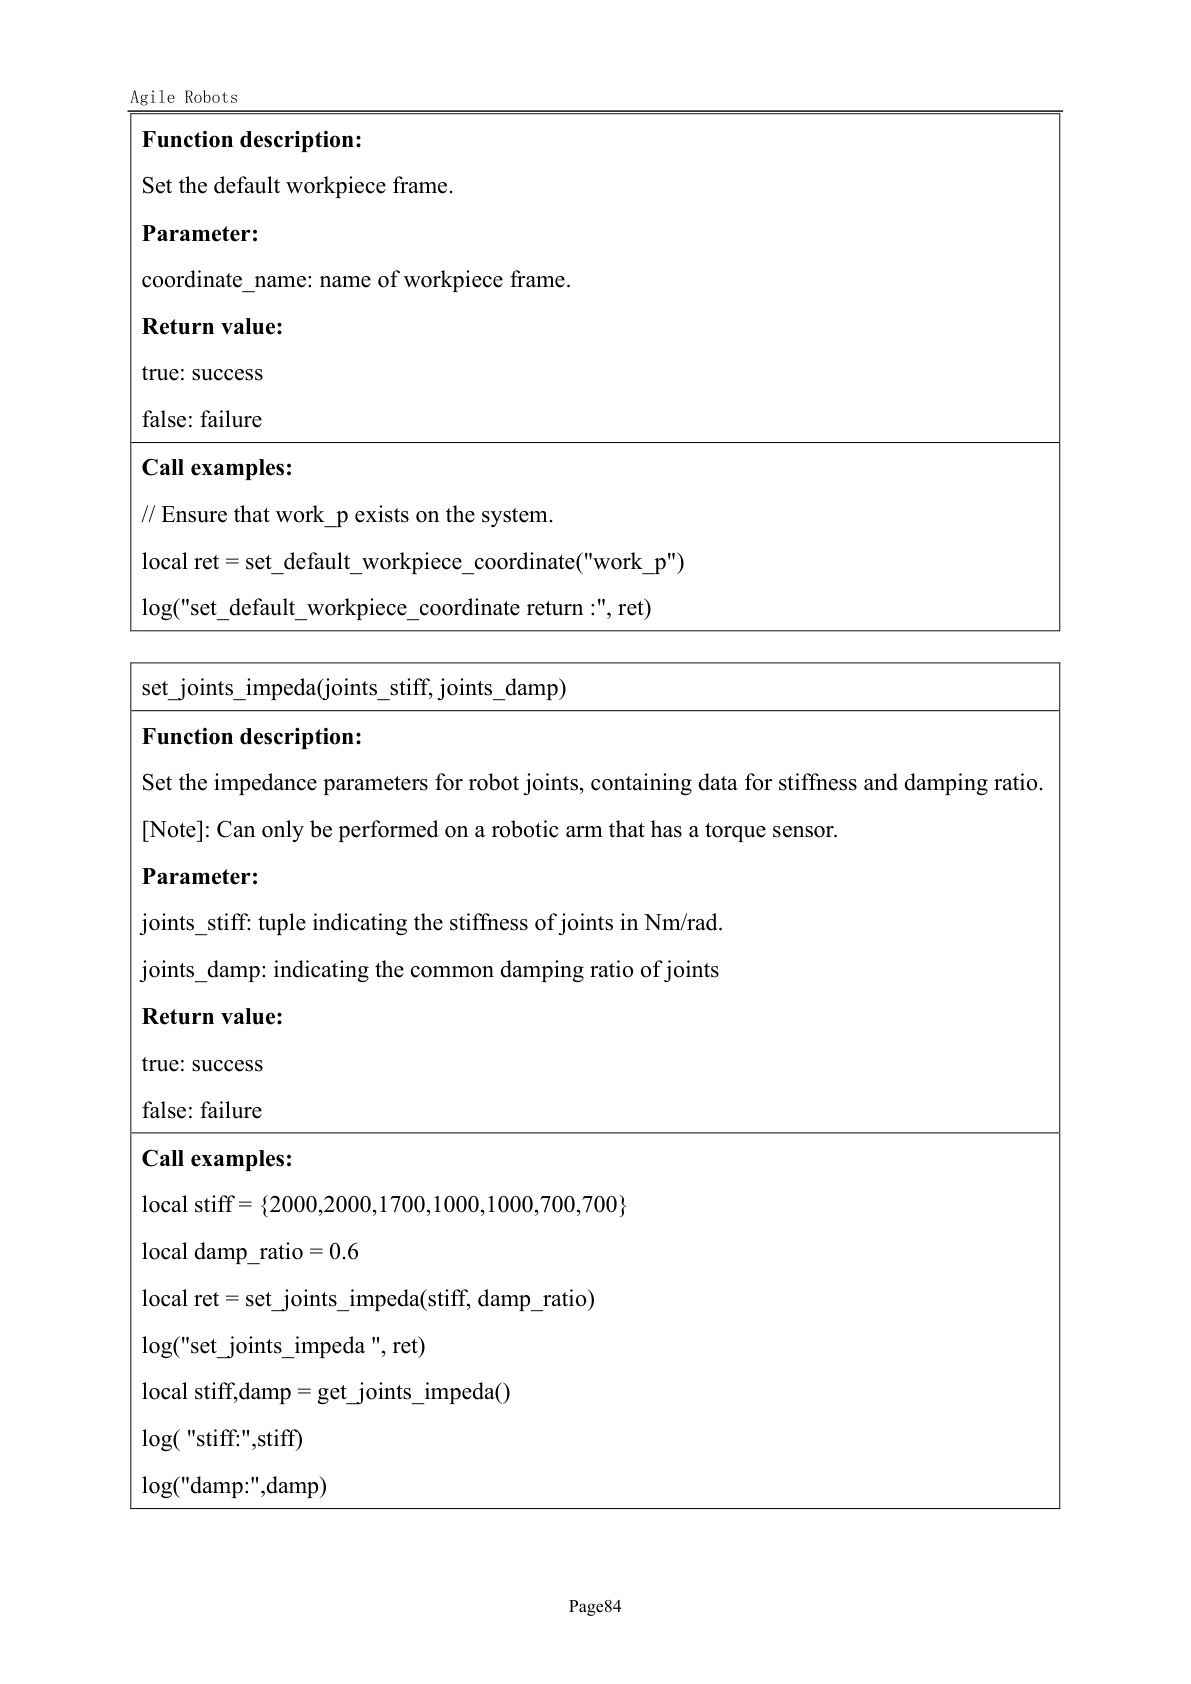 Agile Robots
Function description:
Set the default workpiece frame.
Parameter:
coordinate_name: name of workpiece frame.
Return value:
true: success
false: failure
Call examples:
// Ensure that work_p exists on the system.
local ret = set_default_workpiece_coordinate("work_p")
log("set_default_workpiece_coordinate return :", ret)
set_joints_impeda(joints_stiff, joints_damp)
Function description:
Set the impedance parameters for robot joints, containing data for stiffness and damping ratio.
[Note]: Can only be performed on a robotic arm that has a torque sensor.
Parameter:
joints_stiff: tuple indicating the stiffness of joints in Nm/rad.
joints_damp: indicating the common damping ratio of joints
Return value:
true: success
false: failure
Call examples:
local stiff = {2000,2000,1700,1000,1000,700,700}
local damp_ratio = 0.6
local ret = set_joints_impeda(stiff, damp_ratio)
log("set_joints_impeda ", ret)
local stiff,damp = get_joints_impeda()
log( "stiff:",stiff)
log("damp:",damp)
Page84